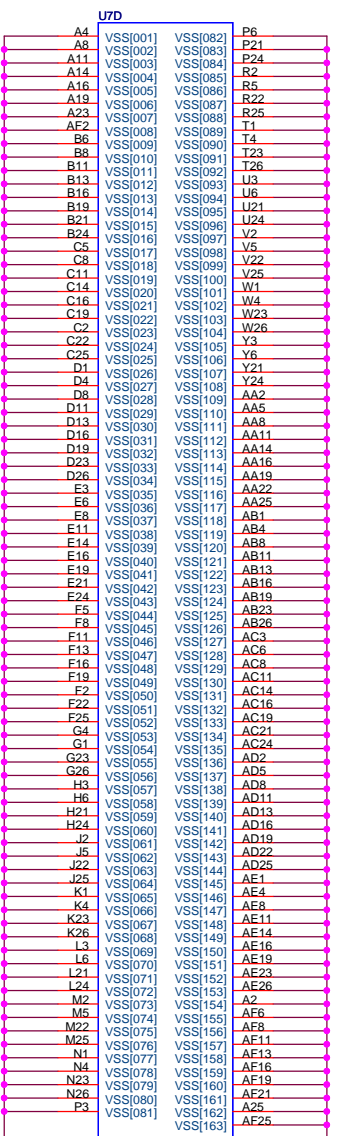 U7D
A4 VSS[001] VSS[082] P6
A8 VSS[002] VSS[083] P21
A11 VSS[003] VSS[084] P24
A14 VSS[004] VSS[085] R2
A16 VSS[005] VSS[086] R5
A19 VSS[006] VSS[087] R22
A23 VSS[007] VSS[088] R25
AF2 VSS[008] VSS[089] T1
B6 VSS[009] VSS[090] T4
B8 VSS[010] VSS[091] T23
B11 VSS[011] VSS[092] T26
B13 VSS[012] VSS[093] U3
B16 VSS[013] VSS[094] U6
B19 VSS[014] VSS[095] U21
B21 VSS[015] VSS[096] U24
B24 VSS[016] VSS[097] V2
C5 VSS[017] VSS[098] V5
C8 VSS[018] VSS[099] V22
C11 VSS[019] VSS[100] V25
C14 VSS[020] VSS[101] W1
C16 VSS[021] VSS[102] W4
C19 VSS[022] VSS[103] W23
C2 VSS[023] VSS[104] W26
C22 VSS[024] VSS[105] Y3
C25 VSS[025] VSS[106] Y6
D1 VSS[026] VSS[107] Y21
D4 VSS[027] VSS[108] Y24
D8 VSS[028] VSS[109] AA2
D11 VSS[029] VSS[110] AA5
D13 VSS[030] VSS[111] AA8
D16 VSS[031] VSS[112] AA11
D19 VSS[032] VSS[113] AA14
D23 VSS[033] VSS[114] AA16
D26 VSS[034] VSS[115] AA19
E3 VSS[035] VSS[116] AA22
E6 VSS[036] VSS[117] AA25
E8 VSS[037] VSS[118] AB1
E11 VSS[038] VSS[119] AB4
E14 VSS[039] VSS[120] AB8
E16 VSS[040] VSS[121] AB11
E19 VSS[041] VSS[122] AB13
E21 VSS[042] VSS[123] AB16
E24 VSS[043] VSS[124] AB19
F5 VSS[044] VSS[125] AB23
F8 VSS[045] VSS[126] AB26
F11 VSS[046] VSS[127] AC3
F13 VSS[047] VSS[128] AC6
F16 VSS[048] VSS[129] AC8
F19 VSS[049] VSS[130] AC11
F2 VSS[050] VSS[131] AC14
F22 VSS[051] VSS[132] AC16
F25 VSS[052] VSS[133] AC19
G4 VSS[053] VSS[134] AC21
G1 VSS[054] VSS[135] AC24
G23 VSS[055] VSS[136] AD2
G26 VSS[056] VSS[137] AD5
H3 VSS[057] VSS[138] AD8
H6 VSS[058] VSS[139] AD11
H21 VSS[059] VSS[140] AD13
H24 VSS[060] VSS[141] AD16
J2 VSS[061] VSS[142] AD19
J5 VSS[062] VSS[143] AD22
J22 VSS[063] VSS[144] AD25
J25 VSS[064] VSS[145] AE1
K1 VSS[065] VSS[146] AE4
K4 VSS[066] VSS[147] AE8
K23 VSS[067] VSS[148] AE11
K26 VSS[068] VSS[149] AE14
L3 VSS[069] VSS[150] AE16
L6 VSS[070] VSS[151] AE19
L21 VSS[071] VSS[152] AE23
L24 VSS[072] VSS[153] AE26
M2 VSS[073] VSS[154] A2
M5 VSS[074] VSS[155] AF6
M22 VSS[075] VSS[156] AF8
M25 VSS[076] VSS[157] AF11
N1 VSS[077] VSS[158] AF13
N4 VSS[078] VSS[159] AF16
N23 VSS[079] VSS[160] AF19
N26 VSS[080] VSS[161] AF21
P3 VSS[081] VSS[162] A25
VSS[163] AF25